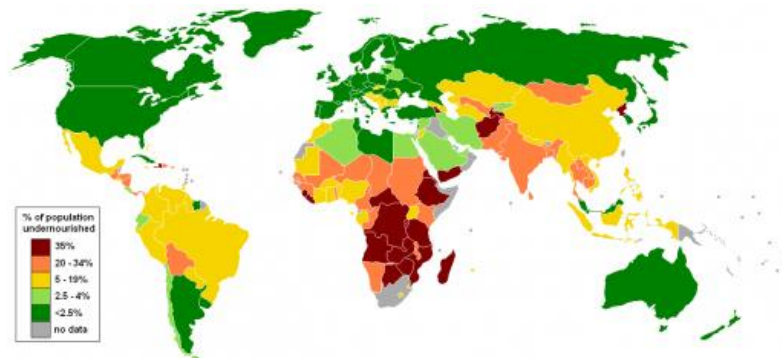 % of population
undernourished
35%
20 - 34%
5 - 19%
2.5 - 4%
<2.5%
no data